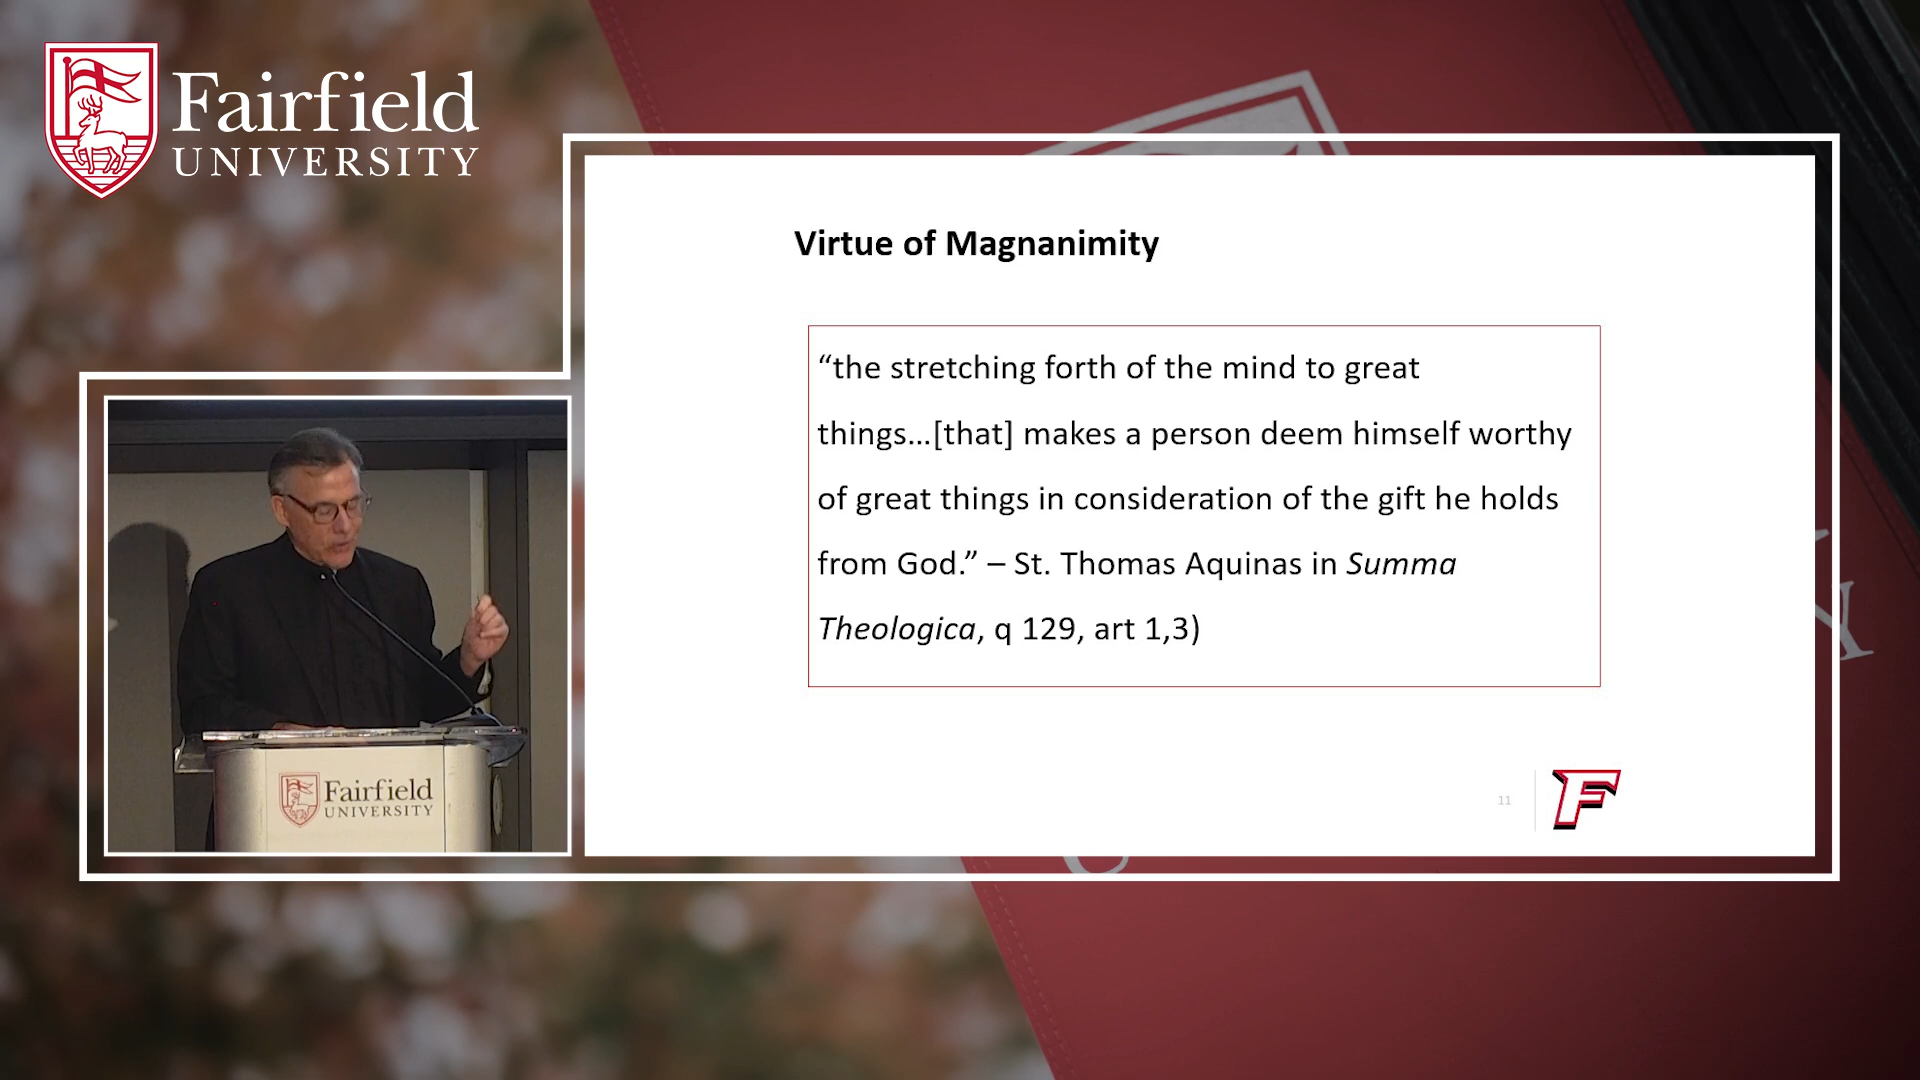 Fairfield
UNIVERSITY
Virtue of Magnanimity
“the stretching forth of the mind to great
things...[that] makes a person deem himself worthy
of great things in consideration of the gift he holds
from God.” – St. Thomas Aquinas in Summa
Theologica, q 129, art 1,3)
11
F
Fairfield
UNIVERSITY